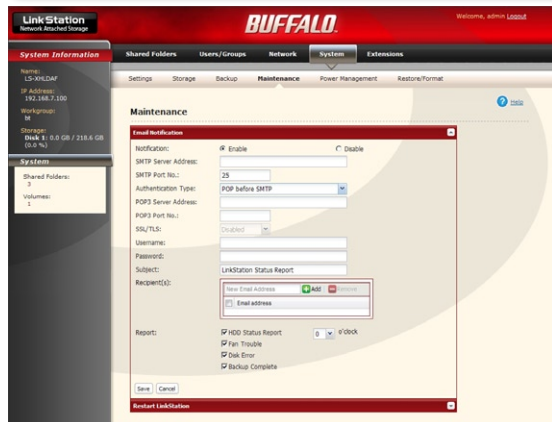 LinkStation
Network Attached Storage
BUFFALO.
Welcome, admin Logout
System Information
Shared Folders Users/Groups Network System Extensions
Name:
LS-XHLDAF
Settings Storage Backup Maintenance Power Management Restore/Format
IP Address:
192.168.7.100
Workgroup:
Storage:
Disk 1: 0.0 GB / 218.6 GB
(0.0 %)
System
Shared Folders:
3
Volumes:
1
Help
Maintenance
Email Notification
Notification: Enable Disable
SMTP Server Address:
SMTP Port No.: 25
Authentication Type: POP before SMTP
POP3 Server Address:
POP3 Port No.:
SSL/TLS: Disabled
Username:
Password:
Subject: LinkStation Status Report
Recipient(s):
New Email Address Add Remove
Email address
Report: HDD Status Report 0 o'clock
Fan Trouble
Disk Error
Backup Complete
Save Cancel
Restart LinkStation